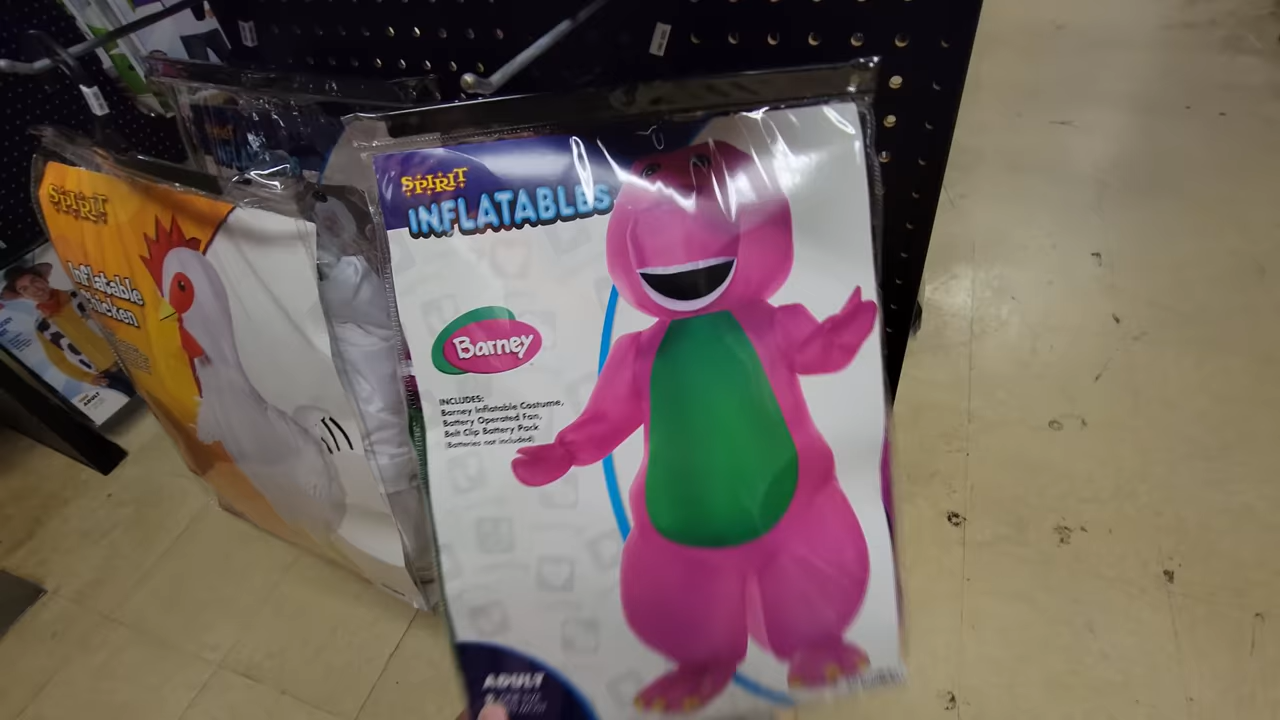 SPIRIT
INFLATABLES
Barney
INCLUDES:
Barney Inflatable Costume,
Battery Operated Fan,
Belt Clip Battery Pack
(Batteries not included)
ADULT
SPIRIT
Inflatable
Chicken
ADULT